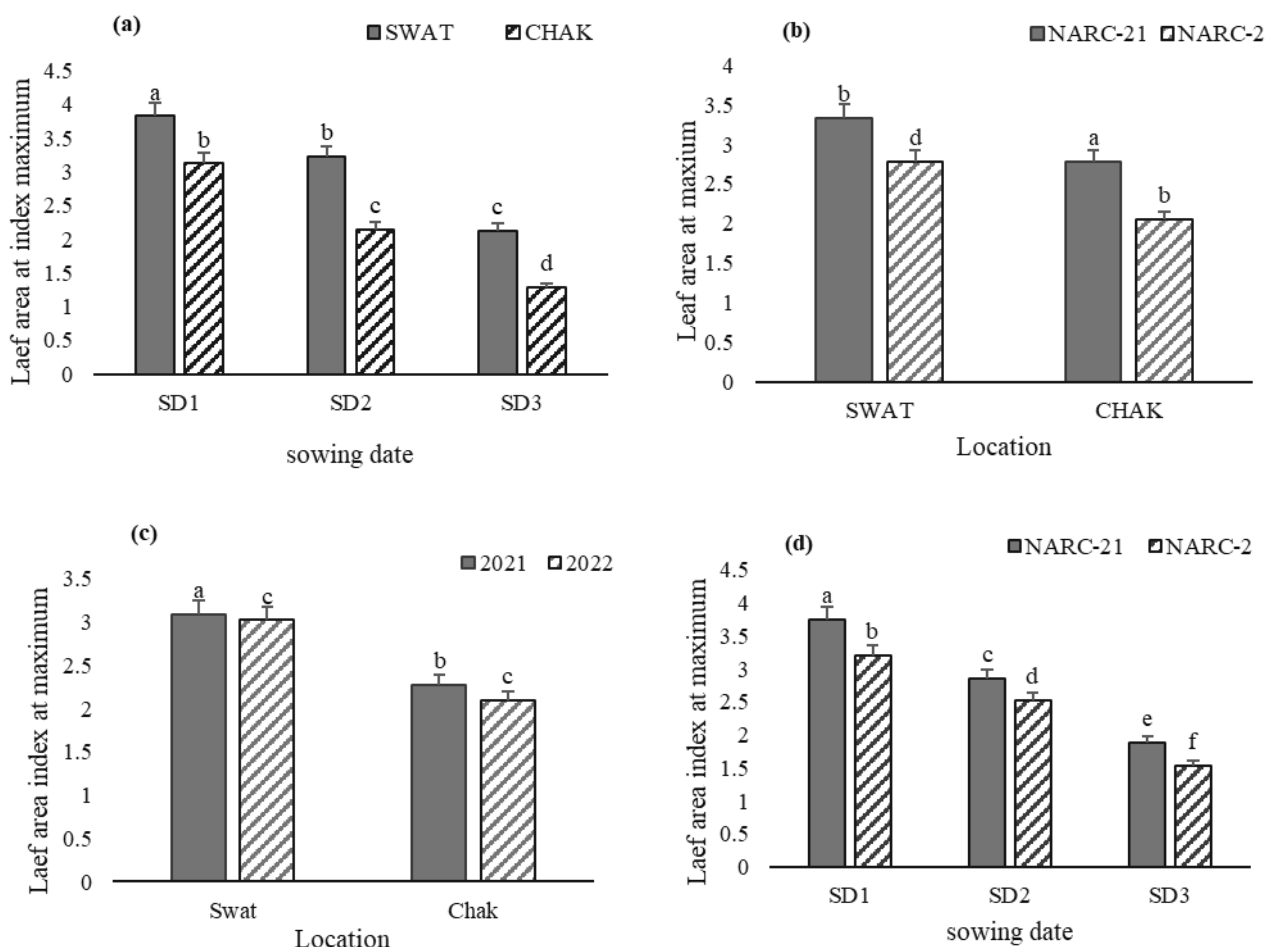 (a)
SWAT CHAK
Laef area at index maximum
4.5
4
3.5
3
2.5
2
1.5
1
0.5
0
a
b
b
c
c
d
SD1 SD2 SD3
sowing date
(b)
NARC-21 NARC-2
Leaf area at maxium
4
3.5
3
2.5
2
1.5
1
0.5
0
b
d
a
b
SWAT CHAK
Location
(c)
2021 2022
Laef area index at maximum
3.5
3
2.5
2
1.5
1
0.5
0
a
c
b
c
Swat Chak
Location
(d)
NARC-21 NARC-2
Laef area index at maximum
4.5
4
3.5
3
2.5
2
1.5
1
0.5
0
a
b
c
d
e
f
SD1 SD2 SD3
sowing date